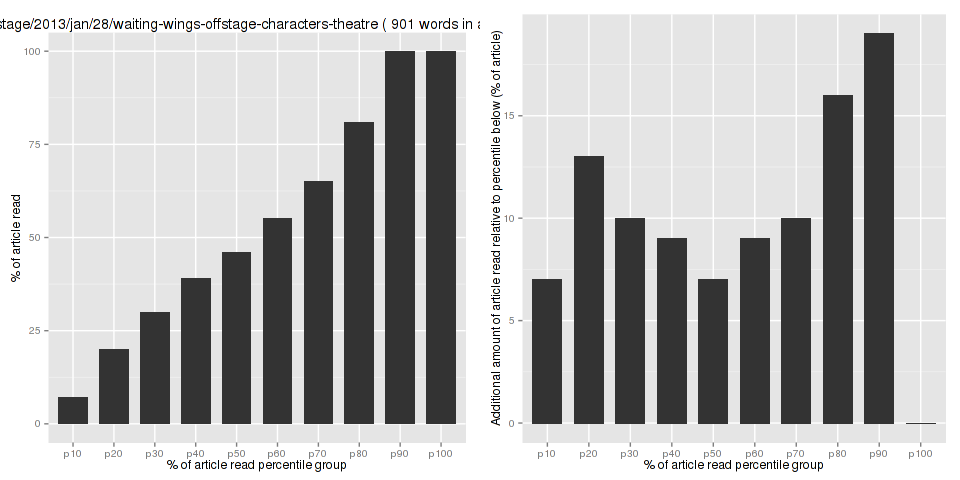 stage/2013/jan/28/waiting-wings-offstage-characters-theatre ( 901 words in a
% of article read
100
75
50
25
0
p10 p20 p30 p40 p50 p60 p70 p80 p90 p100
% of article read percentile group
Additional amount of article read relative to percentile below (% of article)
15
10
5
0
p10 p20 p30 p40 p50 p60 p70 p80 p90 p100
% of article read percentile group